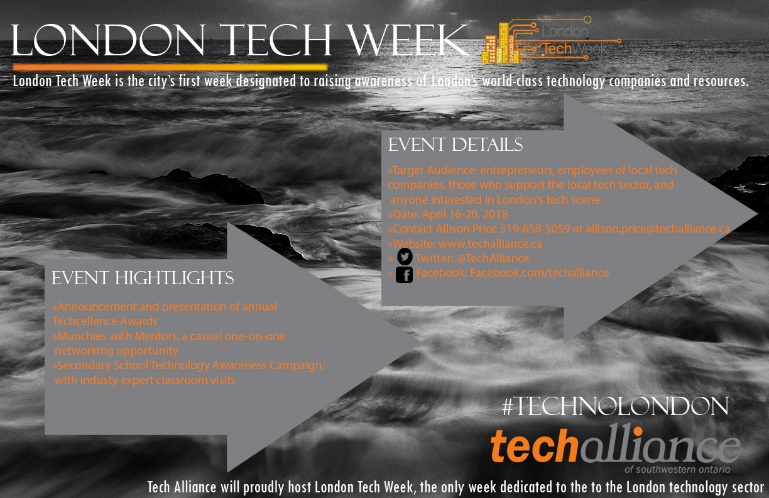 LONDON TECH WEEK
London
TechWeek
London Tech Week is the city's first week designated to raising awareness of London's world-class technology companies and resources.
EVENT DETAILS
»Target Audience: entrepreneurs, employees of local tech
companies, those who support the local tech sector, and
anyone interested in London's tech scene
»Date: April 16-20, 2018
»Contact Allison Price 519-858-5059 or allison.price@techalliance.ca
»Website: www.techalliance.ca
» Twitter: @TechAlliance
» Facebook: Facebook.com/techalliance
EVENT HIGHTLIGHTS
»Announcement and presentation of annual
Techcellence Awards
»Munchies with Mentors, a casual one-on-one
networking opportunity
»Secondary School Technology Awareness Campaign,
with industy expert classroom visits
#TECHNOLONDON
techalliance
of southwestern ontario
Tech Alliance will proudly host London Tech Week, the only week dedicated to the to the London technology sector